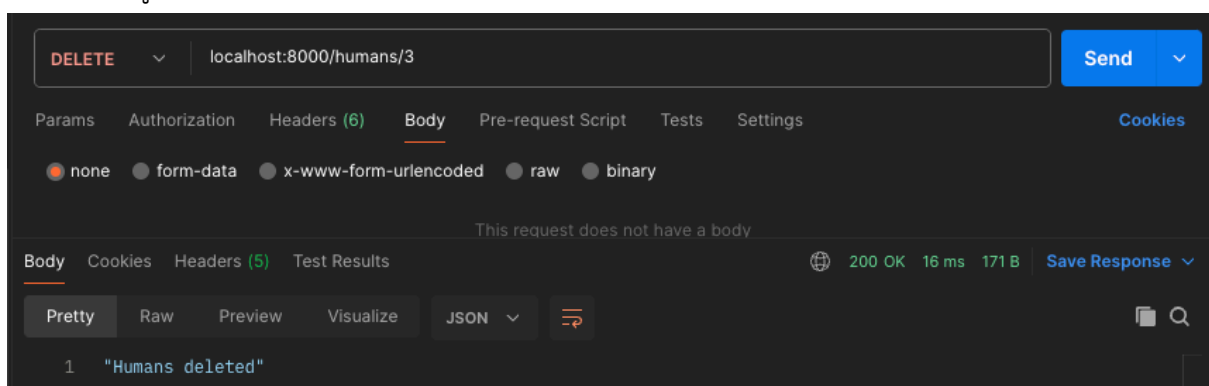 DELETE localhost:8000/humans/3 Send
Params Authorization Headers (6) Body Pre-request Script Tests Settings Cookies
none form-data x-www-form-urlencoded raw binary
This request does not have a body
Body Cookies Headers (5) Test Results 200 OK 16 ms 171 B Save Response
Pretty Raw Preview Visualize JSON
1 "Humans deleted"